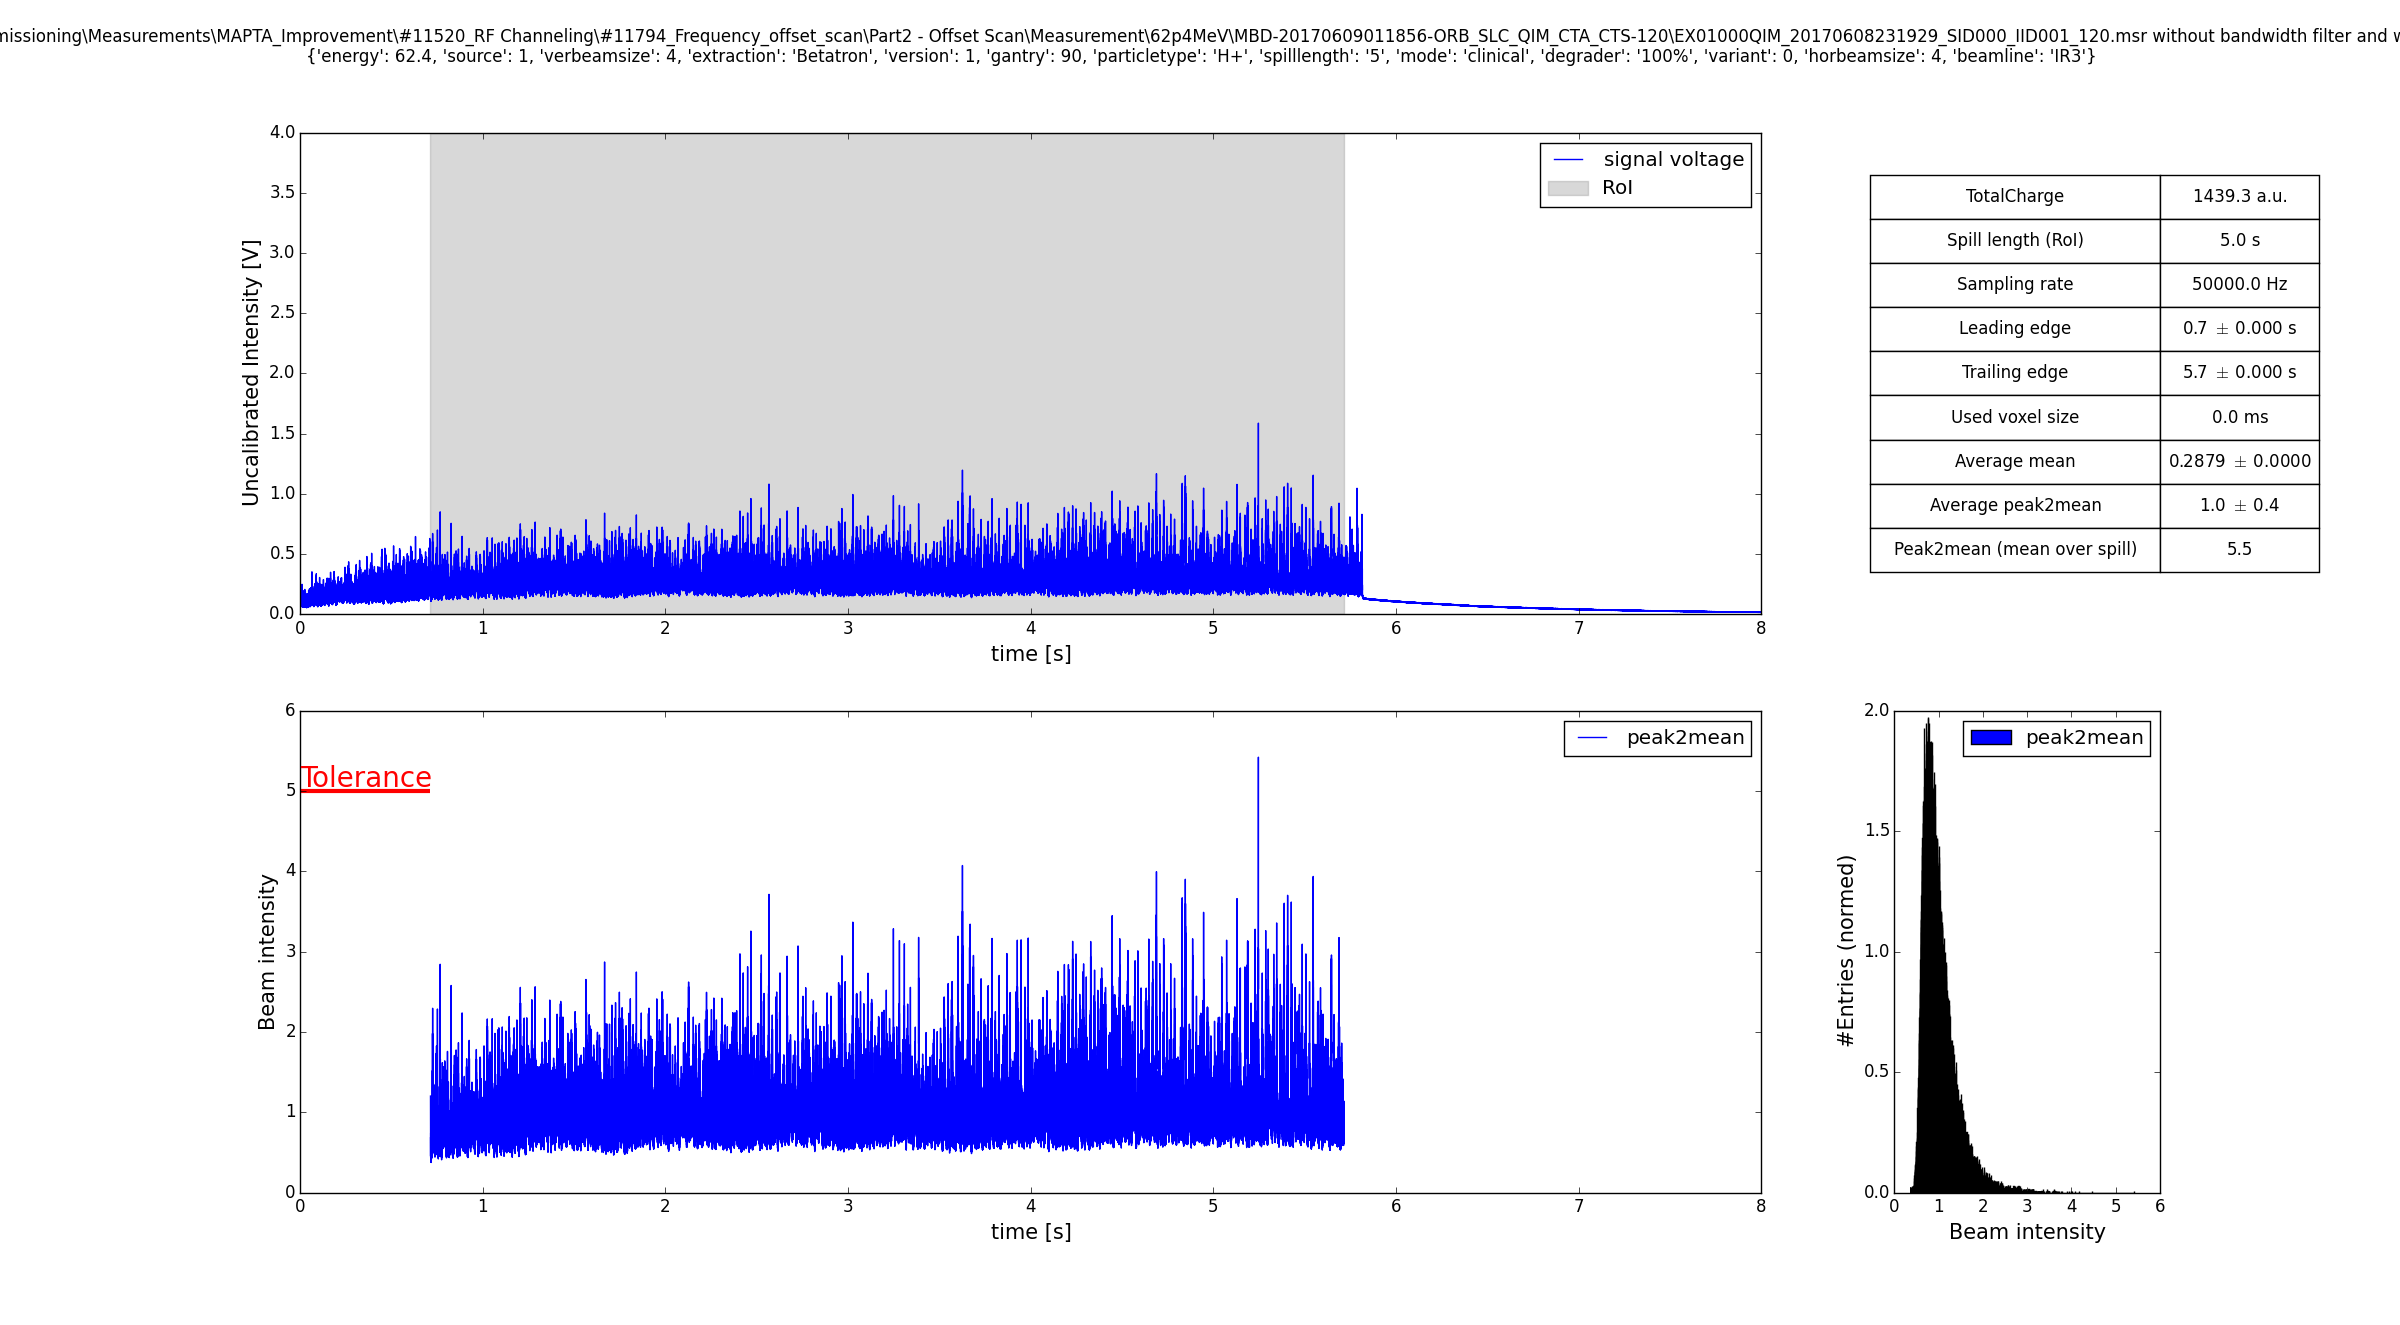 missioning\Measurements\MAPTA_Improvement\#11520_RF Channeling\#11794_Frequency_offset_scan\Part2 - Offset Scan\Measurement\62p4MeV\MBD-20170609011856-ORB_SLC_QIM_CTA_CTS-120\EX01000QIM_20170608231929_SID000_IID001_120.msr without bandwidth filter and w
{'energy': 62.4, 'source': 1, 'verbeamsize': 4, 'extraction': 'Betatron', 'version': 1, 'gantry': 90, 'particletype': 'H+', 'spilllength': '5', 'mode': 'clinical', 'degrader': '100%', 'variant': 0, 'horbeamsize': 4, 'beamline': 'IR3'}
Uncalibrated Intensity [V]
4.0
3.5
3.0
2.5
2.0
1.5
1.0
0.5
0.0
signal voltage
RoI
0 1 2 3 4 5 6 7 8
time [s]
TotalCharge 1439.3 a.u.
Spill length (RoI) 5.0 s
Sampling rate 50000.0 Hz
Leading edge 0.7 ± 0.000 s
Trailing edge 5.7 ± 0.000 s
Used voxel size 0.0 ms
Average mean 0.2879 ± 0.0000
Average peak2mean 1.0 ± 0.4
Peak2mean (mean over spill) 5.5
Beam intensity
6
5
4
3
2
1
0
Tolerance
peak2mean
0 1 2 3 4 5 6 7 8
time [s]
#Entries (normed)
2.0
1.5
1.0
0.5
0.0
peak2mean
0 1 2 3 4 5 6
Beam intensity